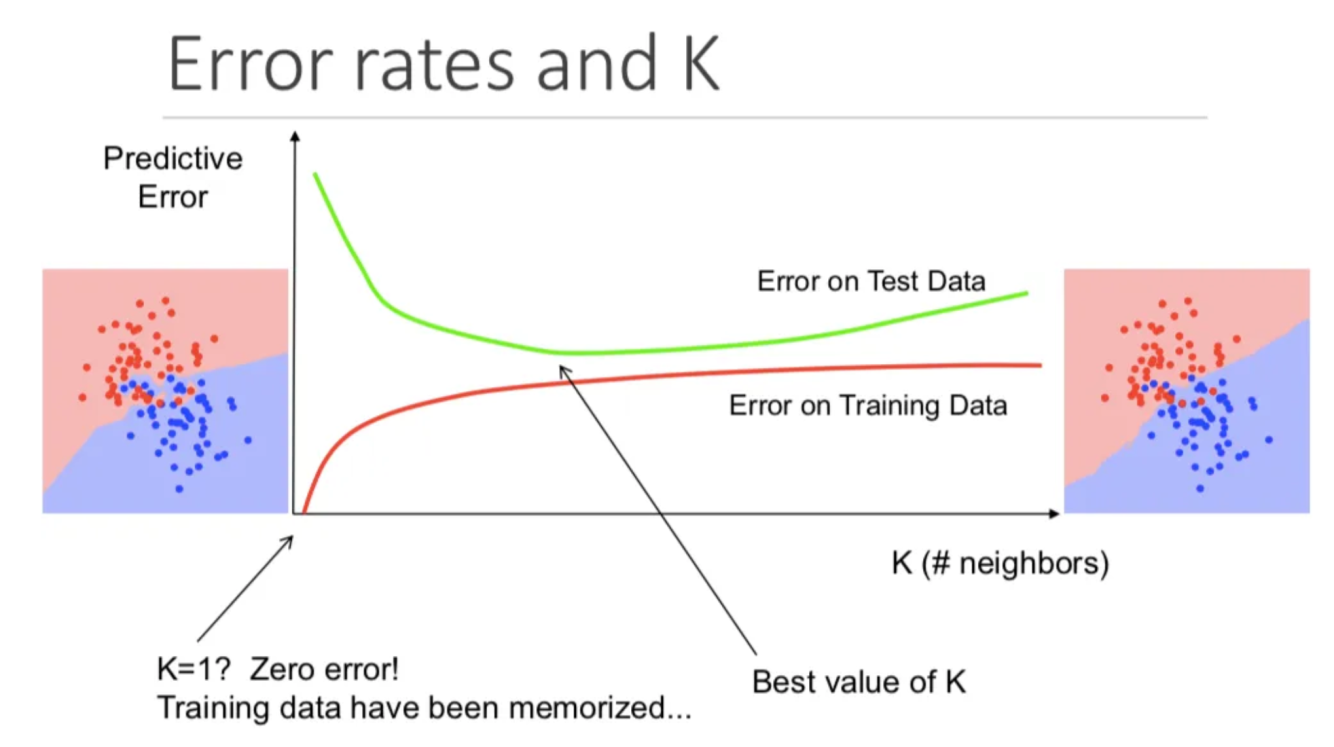 Error rates and K
Predictive
Error
Error on Test Data
Error on Training Data
K (# neighbors)
K=1?  Zero error!
Training data have been memorized...
Best value of K